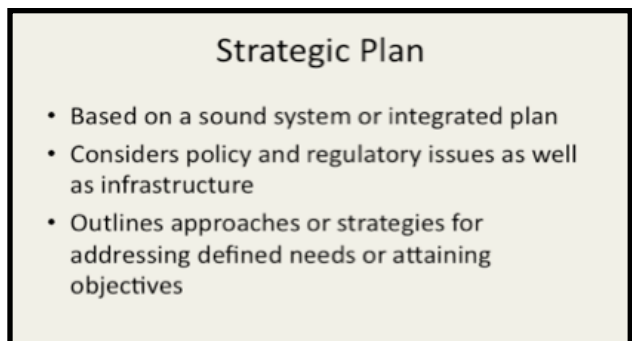 Strategic Plan
• Based on a sound system or integrated plan
• Considers policy and regulatory issues as well
as infrastructure
• Outlines approaches or strategies for
addressing defined needs or attaining
objectives